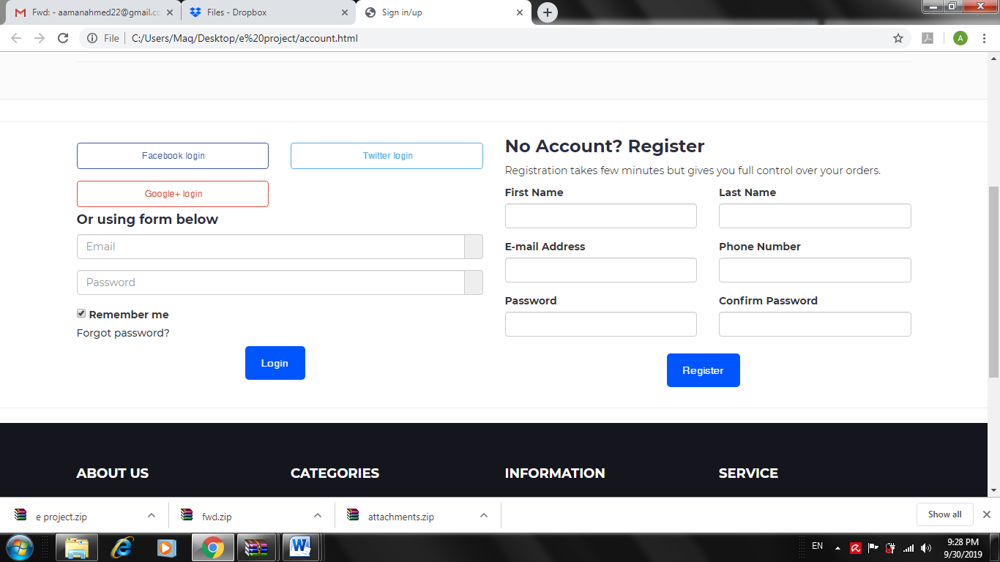 Fwd: - aamanahmed22@gmail.cc
Files - Dropbox
Sign in/up
File
C:/Users/Maq/Desktop/e%20project/account.html
A
Facebook login
Twitter login
Google+ login
Or using form below
Email
Password
Remember me
Forgot password?
Login
No Account? Register
Registration takes few minutes but gives you full control over your orders.
First Name
Last Name
E-mail Address
Phone Number
Password
Confirm Password
Register
ABOUT US
CATEGORIES
INFORMATION
SERVICE
e project.zip
fwd.zip
attachments.zip
Show all
EN
9:28 PM
9/30/2019